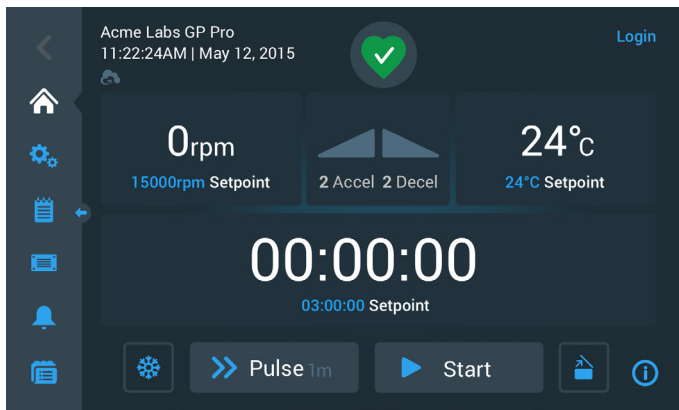 Acme Labs GP Pro
Login
11:22:24AM | May 12, 2015
0rpm
15000rpm Setpoint
2 Accel 2 Decel
24°C
24°C Setpoint
00:00:00
03:00:00 Setpoint
Pulse 1m
Start